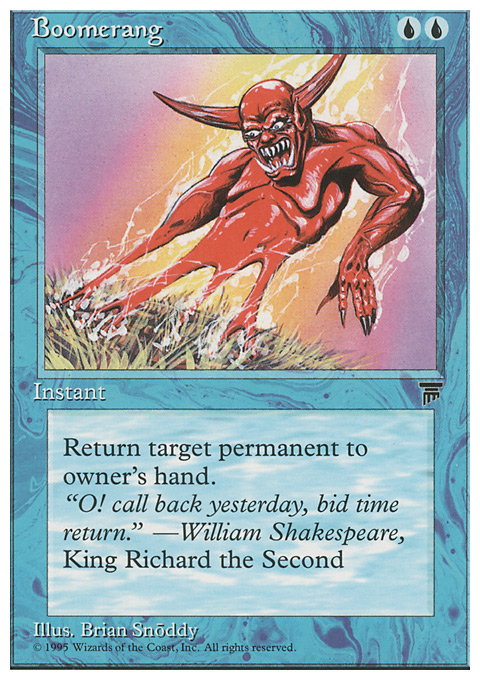 Boomerang
Instant
Return target permanent to
owner's hand.
“O! call back yesterday, bid time
return.” —William Shakespeare,
King Richard the Second
Illus. Brian Snōddy
© 1995 Wizards of the Coast, Inc. All rights reserved.